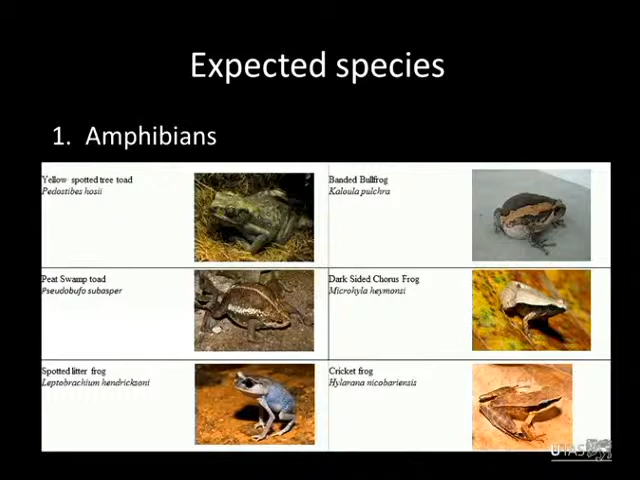 Expected species
1. Amphibians
Yellow spotted tree toad
Pedostibes hosii
Banded Bullfrog
Kaloula pulchra
Peat Swamp toad
Pseudobufo subasper
Dark Sided Chorus Frog
Microhyla heymonsi
Spotted litter frog
Leptobrachium hendricksoni
Cricket frog
Hylarana nicobariensis
UTAS